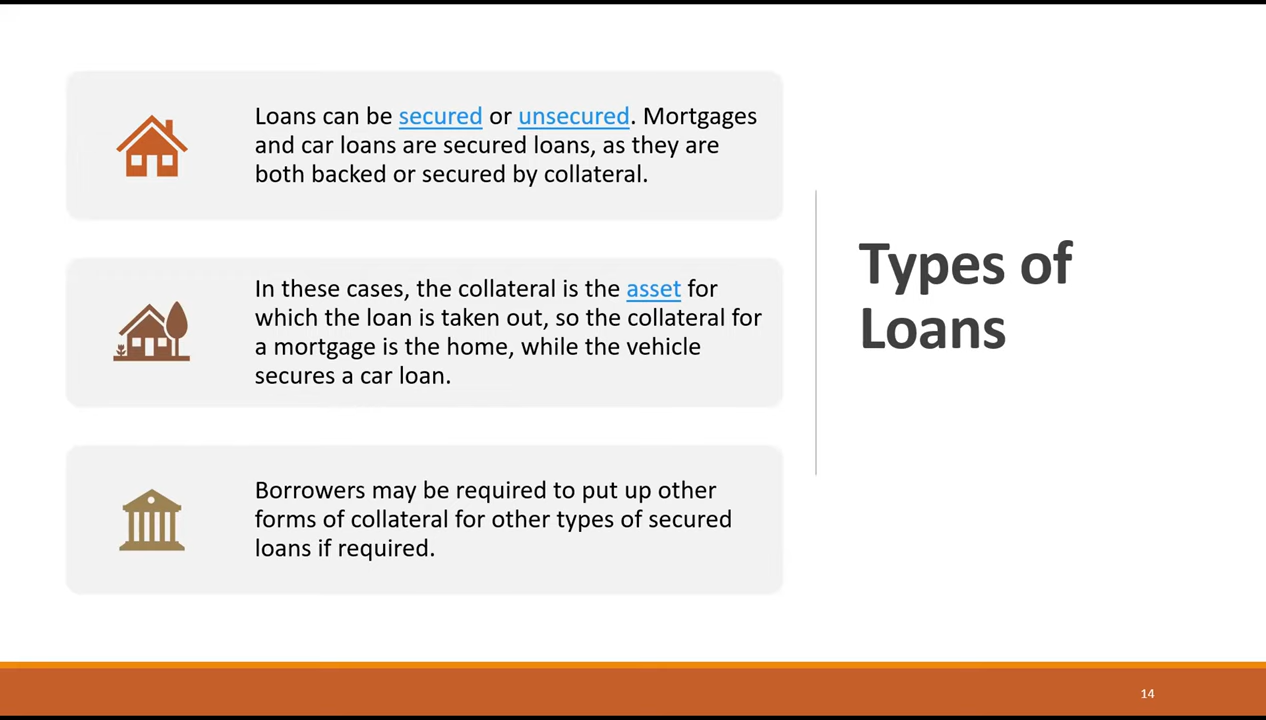 Loans can be secured or unsecured. Mortgages
and car loans are secured loans, as they are
both backed or secured by collateral.
In these cases, the collateral is the asset for
which the loan is taken out, so the collateral for
a mortgage is the home, while the vehicle
secures a car loan.
Borrowers may be required to put up other
forms of collateral for other types of secured
loans if required.
Types of
Loans
14